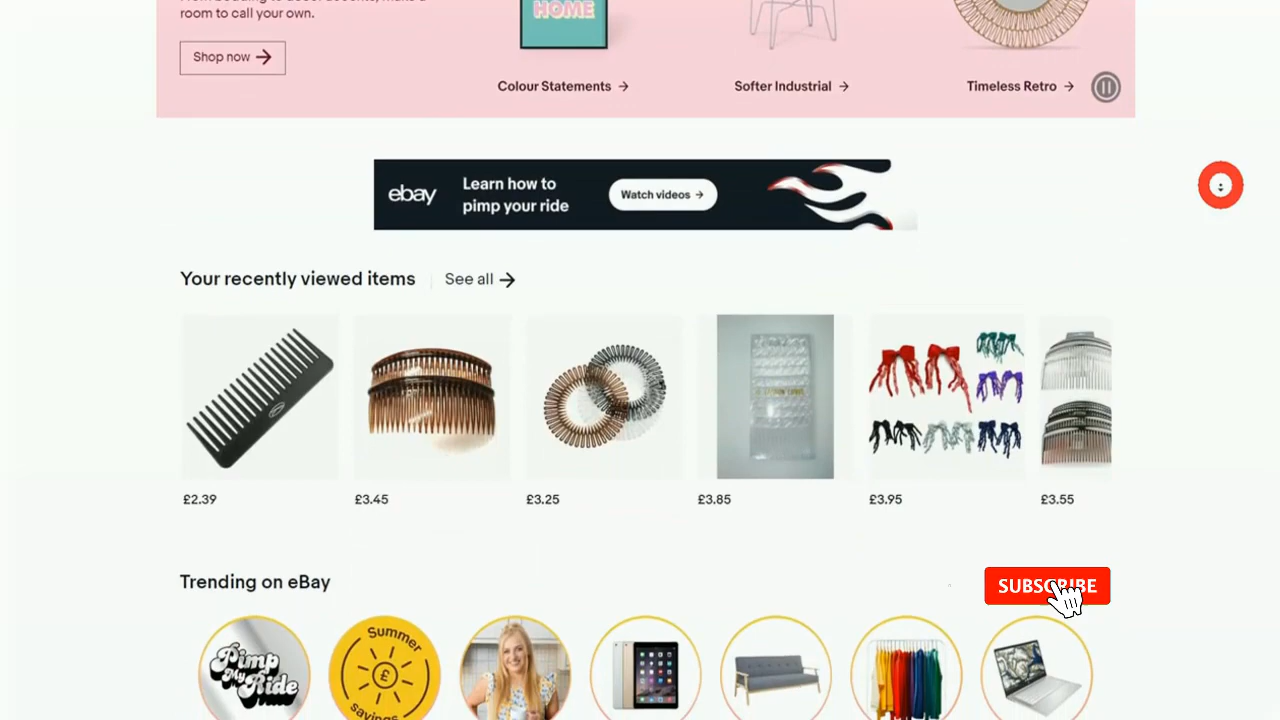 room to call your own.
Shop now
HOME
Colour Statements
Softer Industrial
Timeless Retro
ebay
Learn how to
pimp your ride
Watch videos
Your recently viewed items
See all
£2.39
£3.45
£3.25
£3.85
£3.95
£3.55
Trending on eBay
SUBSCRIBE
Pimp
My
Ride
Summer
£
savings